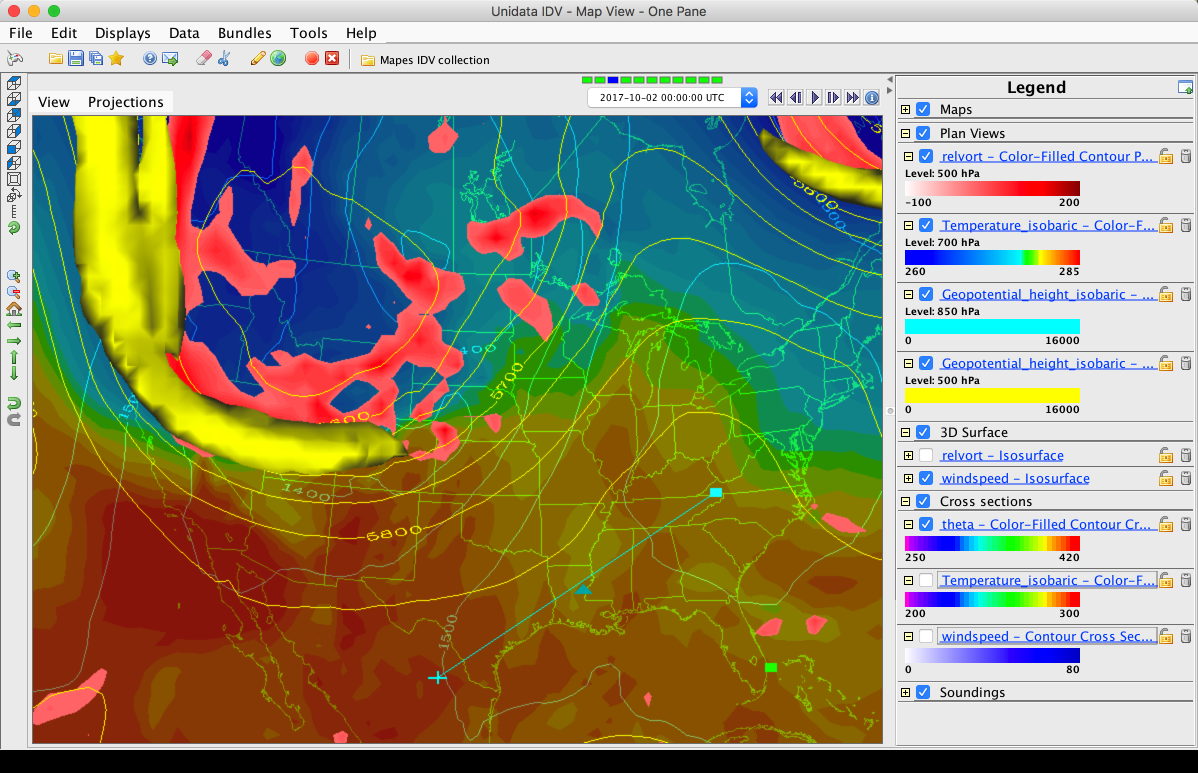 Unidata IDV - Map View - One Pane
File Edit Displays Data Bundles Tools Help
Mapes IDV collection
View Projections
2017-10-02 00:00:00 UTC
5800
5700
1400
5800
1500
Legend
Maps
Plan Views
relvort – Color-Filled Contour P...
Level: 500 hPa
-100 200
Temperature_isobaric – Color-F...
Level: 700 hPa
260 285
Geopotential_height_isobaric – ...
Level: 850 hPa
0 16000
Geopotential_height_isobaric – ...
Level: 500 hPa
0 16000
3D Surface
relvort – Isosurface
windspeed – Isosurface
Cross sections
theta – Color-Filled Contour Cr...
250 420
Temperature_isobaric – Color-F...
200 300
windspeed – Contour Cross Sec...
0 80
Soundings